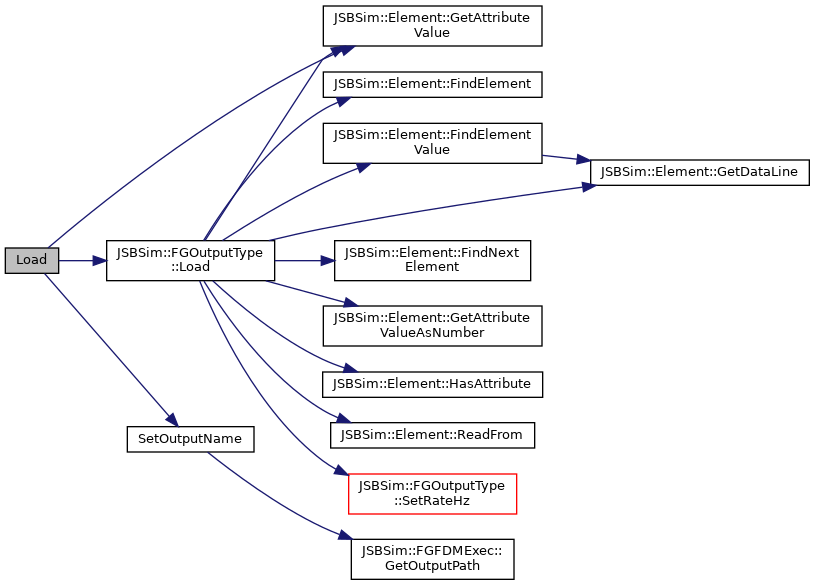 JSBSim::Element::GetAttribute
Value
JSBSim::Element::FindElement
JSBSim::Element::FindElement
Value
JSBSim::Element::GetDataLine
Load
JSBSim::FGOutputType
::Load
JSBSim::Element::FindNext
Element
JSBSim::Element::GetAttribute
ValueAsNumber
JSBSim::Element::HasAttribute
JSBSim::Element::ReadFrom
SetOutputName
JSBSim::FGOutputType
::SetRateHz
JSBSim::FGFDMExec::
GetOutputPath